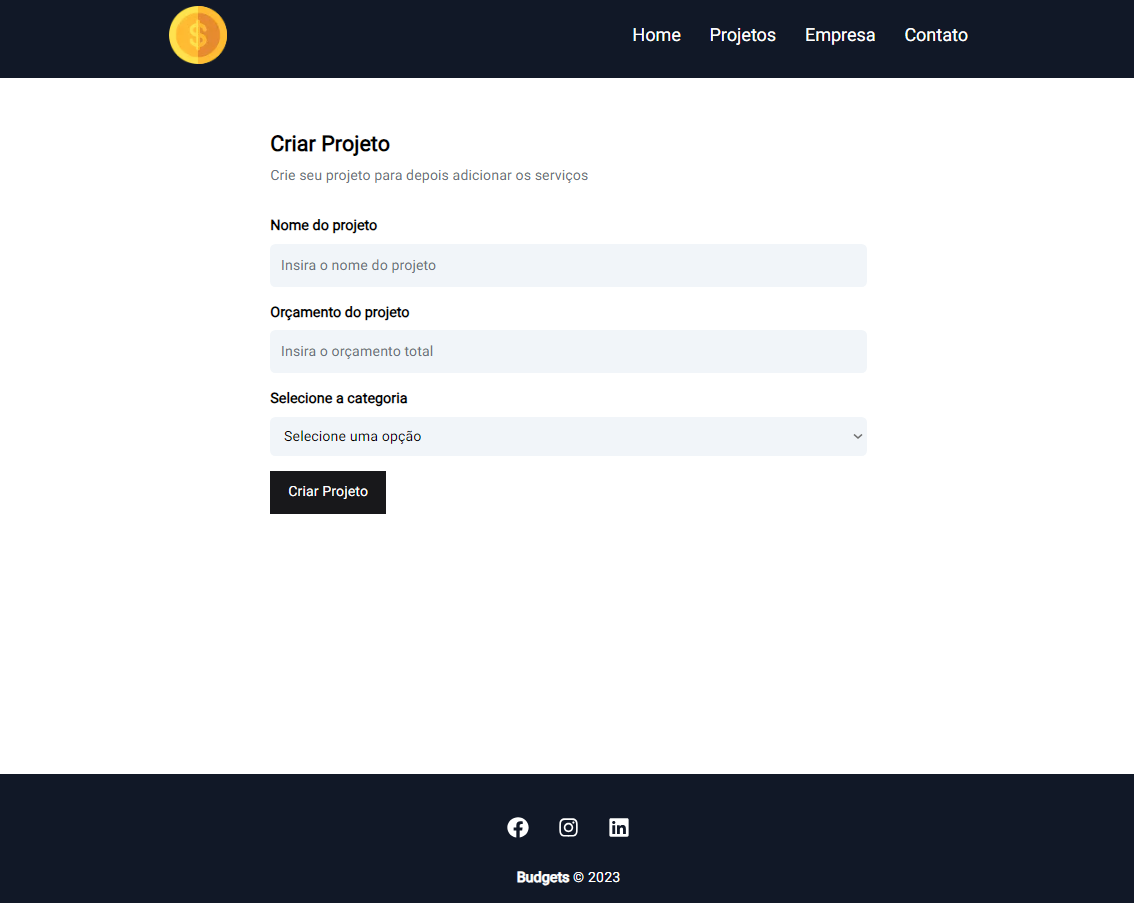 $
Home Projetos Empresa Contato
Criar Projeto
Crie seu projeto para depois adicionar os serviços
Nome do projeto
Insira o nome do projeto
Orçamento do projeto
Insira o orçamento total
Selecione a categoria
Selecione uma opção
Criar Projeto
Budgets © 2023